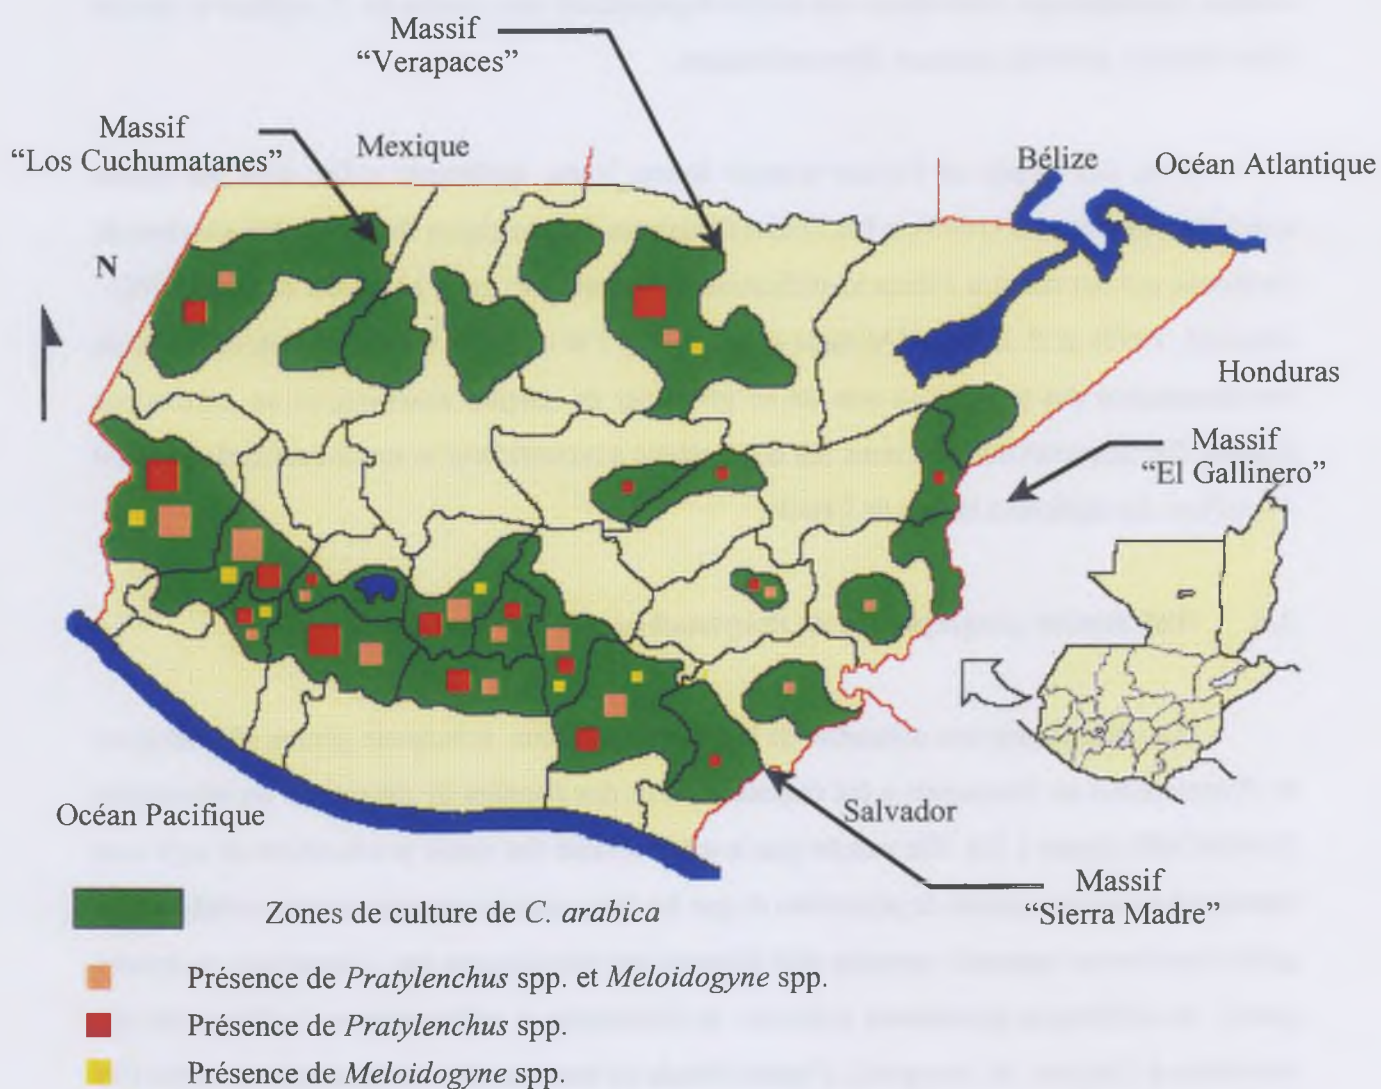 Massif
“Verapaces”
Massif
“Los Cuchumatanes”
Mexique
Bélize
Océan Atlantique
N
Honduras
Massif
“El Gallinero”
Océan Pacifique
Salvador
Massif
“Sierra Madre”
Zones de culture de C. arabica
Présence de Pratylenchus spp. et Meloidogyne spp.
Présence de Pratylenchus spp.
Présence de Meloidogyne spp.